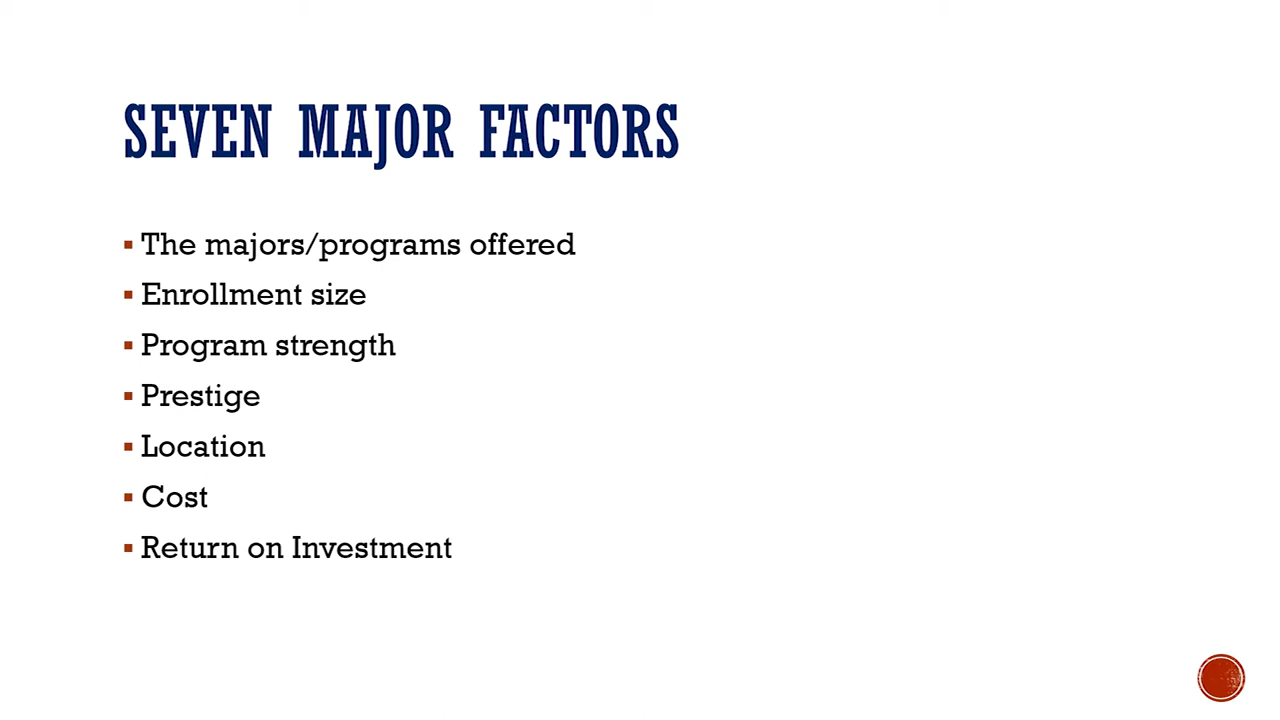 SEVEN MAJOR FACTORS
▪ The majors/programs offered
▪ Enrollment size
▪ Program strength
▪ Prestige
▪ Location
▪ Cost
▪ Return on Investment